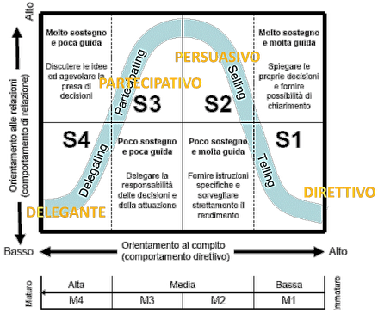 Alto
Orientamento alle relazioni
(comportamento di relazione)
Molto sostegno
e poca guida
Discutere le idee
ed agevolare la
presa di
decisioni
Molto sostegno
e molta guida
Spiegare le
proprie decisioni
e fornire
possibilità di
chiarimento
PERSUASIVO
PARTECIPATIVO
Participating
Selling
S3
S2
S4
S1
Delegating
Telling
Poco sostegno
e poca guida
Delegare la
responsabilità
delle decisioni e
della situazione
Poco sostegno
e molta guida
Fornire istruzioni
specifiche e
sorvegliare
strettamente il
rendimento
DIRETTIVO
DELEGANTE
Basso
Orientamento al compito
(comportamento direttivo)
Alto
Maturo
Alta
Media
Bassa
Immaturo
M4
M3
M2
M1